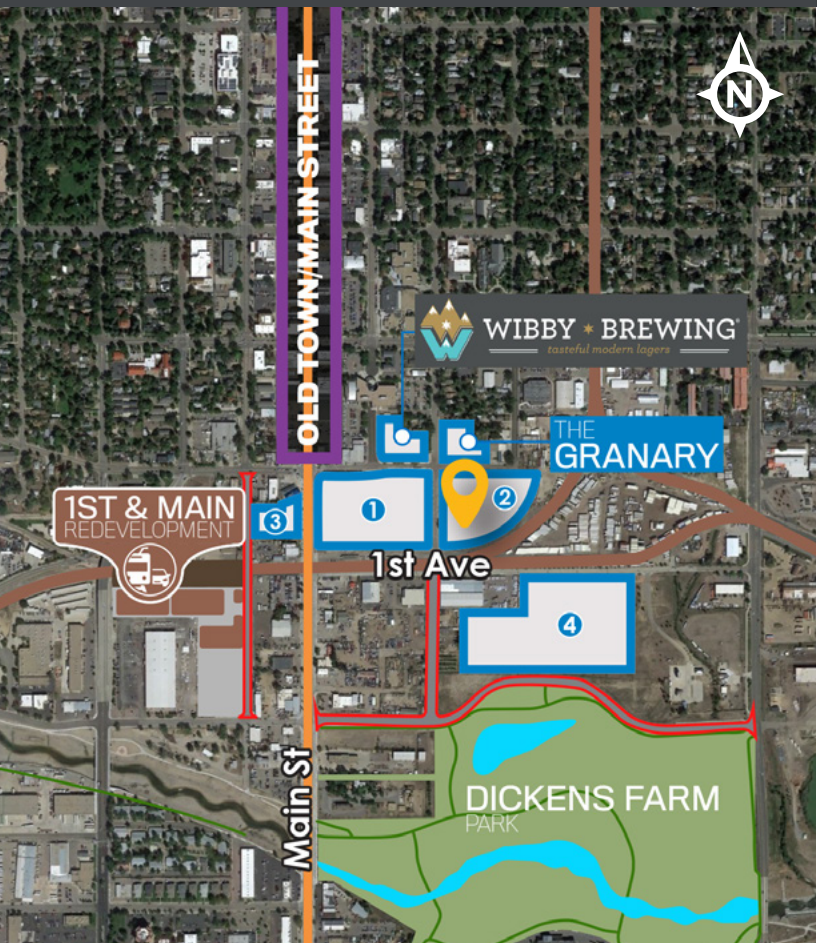 N
OLD TOWN/MAIN STREET
WIBBY ★ BREWING
tasteful modern lagers
THE
GRANARY
1ST & MAIN
REDEVELOPMENT
3
1
2
1st Ave
4
Main St
DICKENS FARM
PARK